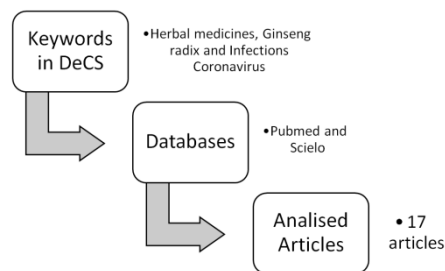 Keywords
in DeCS
•Herbal medicines, Ginseng
radix and Infections
Coronavirus
Databases
•Pubmed and
Scielo
Analised
Articles
• 17
articles